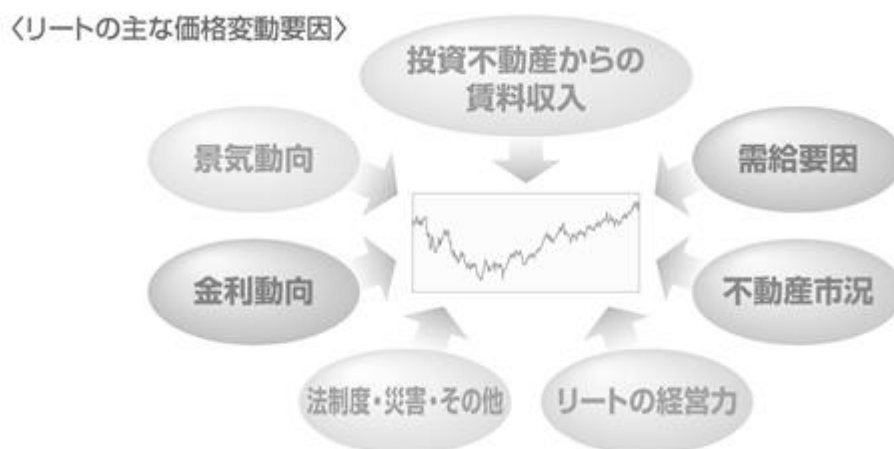 〈リートの主な価格変動要因〉
投資不動産からの
賃料収入
景気動向
需給要因
金利動向
不動産市況
法制度・災害・その他
リートの経営力